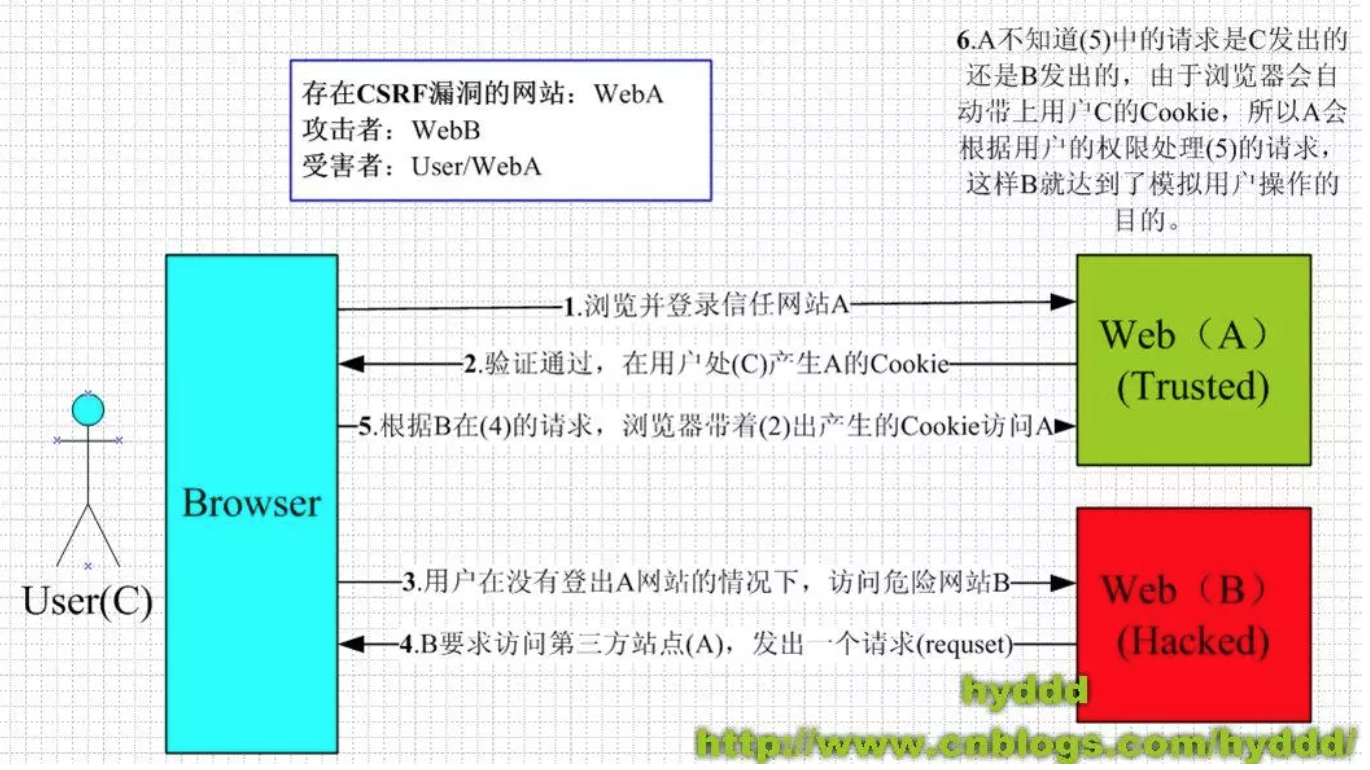 6.A不知道(5)中的请求是C发出的
还是B发出的，由于浏览器会自
动带上用户C的Cookie，所以A会
根据用户的权限处理(5)的请求，
这样B就达到了模拟用户操作的
目的。
存在CSRF漏洞的网站：WebA
攻击者：WebB
受害者：User/WebA
1.浏览并登录信任网站A
2.验证通过，在用户处(C)产生A的Cookie
5.根据B在(4)的请求，浏览器带着(2)出产生的Cookie访问A
Web（A）
(Trusted)
Browser
User(C)
3.用户在没有登出A网站的情况下，访问危险网站B
4.B要求访问第三方站点(A)，发出一个请求(requset)
Web（B）
(Hacked)
hyddd
http://www.cnblogs.com/hyddd/